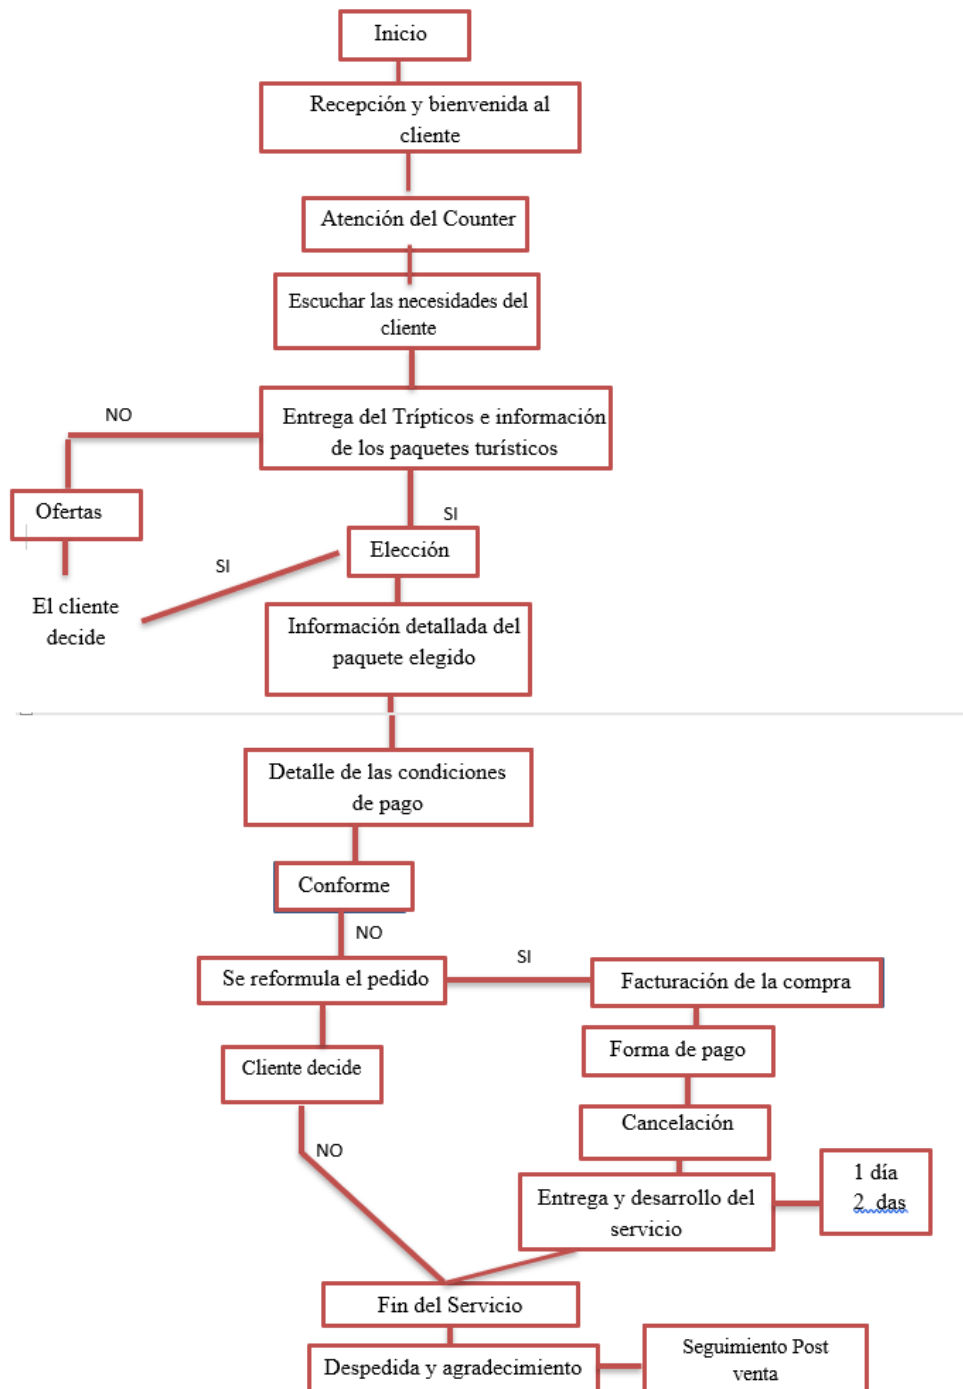 Inicio
Recepción y bienvenida al
cliente
Atención del Counter
Escuchar las necesidades del
cliente
Entrega del Trípticos e información
de los paquetes turísticos
NO
Ofertas
SI
Elección
SI
El cliente
decide
Información detallada del
paquete elegido
Detalle de las condiciones
de pago
Conforme
NO
Se reformula el pedido
SI
Facturación de la compra
Forma de pago
Cliente decide
Cancelación
NO
Entrega y desarrollo del
servicio
1 día
2 das
Fin del Servicio
Despedida y agradecimiento
Seguimiento Post
venta